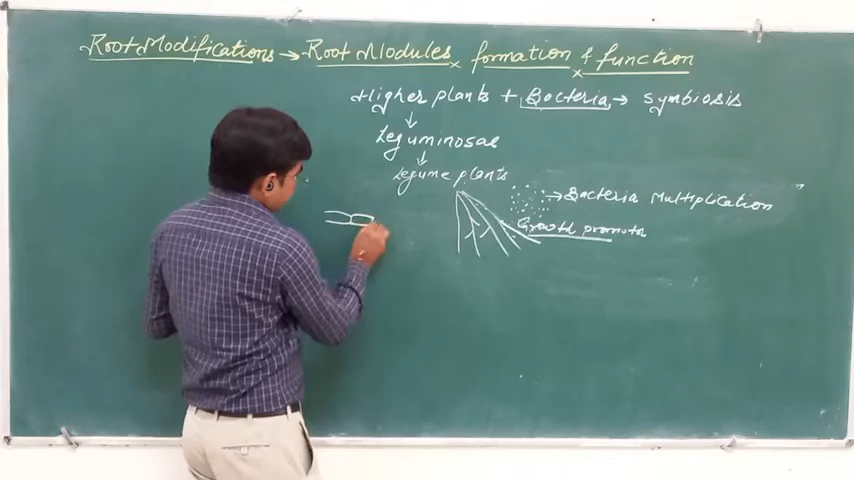 Root Modifications → Root Nodules formation & function
Higher plants + Bacteria → Symbiosis
↓
Leguminosae
↓
Legume plants
→ Bacteria Multiplication
Growth promoter